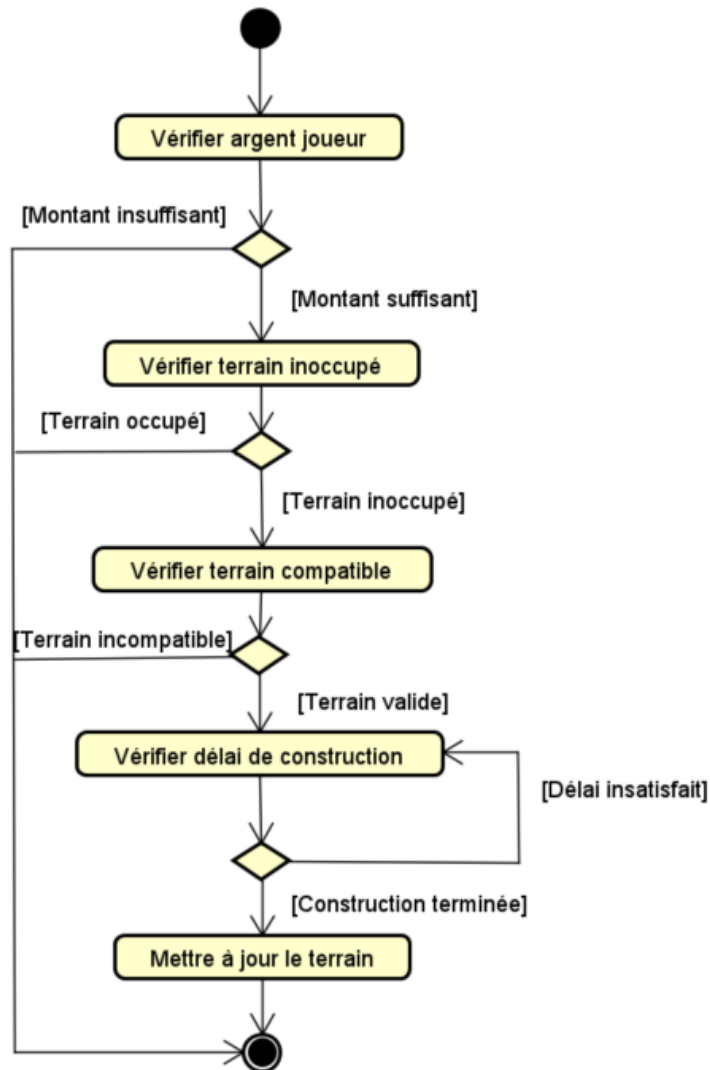 Vérifier argent joueur
[Montant insuffisant]
[Montant suffisant]
Vérifier terrain inoccupé
[Terrain occupé]
[Terrain inoccupé]
Vérifier terrain compatible
[Terrain incompatible]
[Terrain valide]
Vérifier délai de construction
[Délai insatisfait]
[Construction terminée]
Mettre à jour le terrain